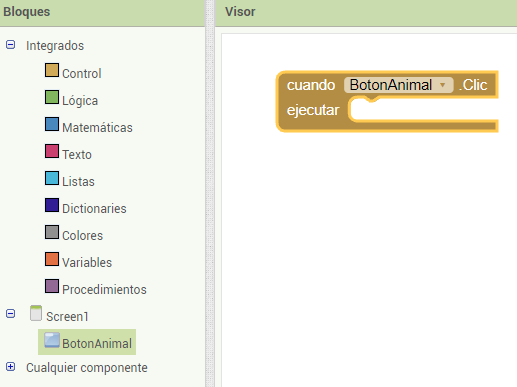 Bloques
Integrados
Control
Lógica
Matemáticas
Texto
Listas
Dictionaries
Colores
Variables
Procedimientos
Screen1
BotonAnimal
Cualquier componente
Visor
cuando BotonAnimal .Clic
ejecutar